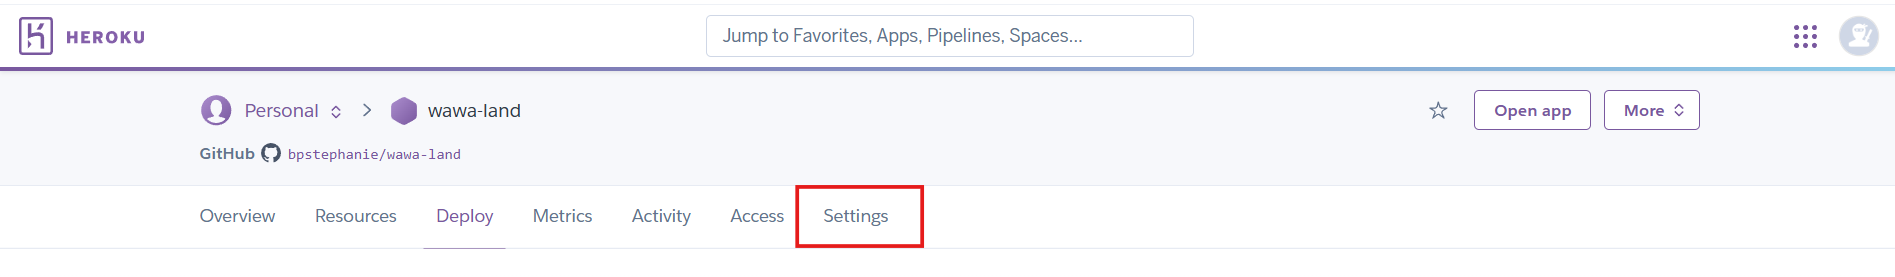 HEROKU
Jump to Favorites, Apps, Pipelines, Spaces...
Personal > wawa-land
Open app
More
GitHub bpstephanie/wawa-land
Overview Resources Deploy Metrics Activity Access Settings